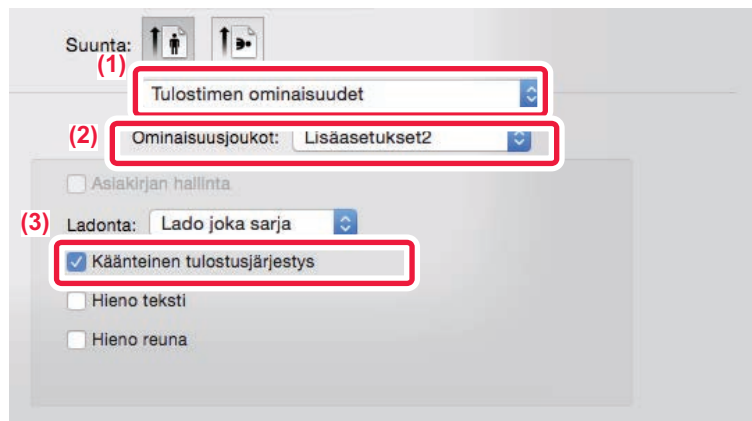 Suunta:
(1)
Tulostimen ominaisuudet
(2) Ominaisuusjoukot: Lisäasetukset2
Asiakirjan hallinta
(3) Ladonta: Lado joka sarja
Käänteinen tulostusjärjestys
Hieno teksti
Hieno reuna